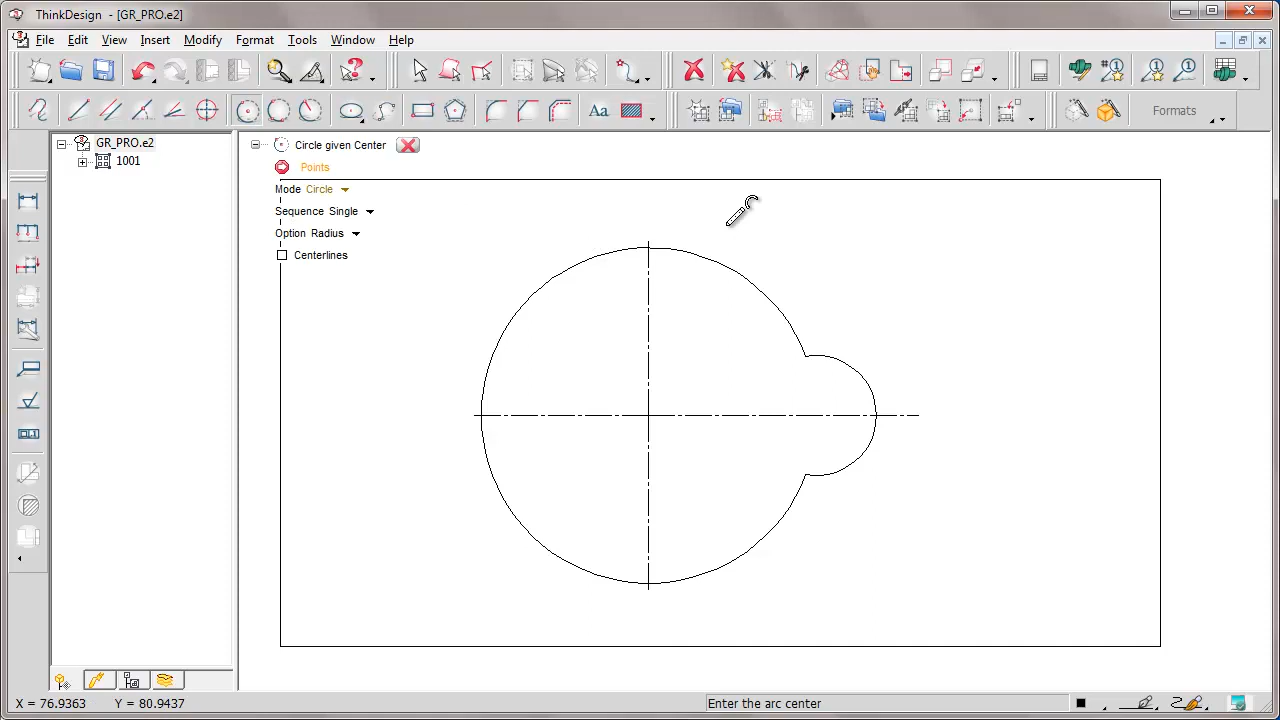 ThinkDesign - [GR_PRO.e2]
File Edit View Insert Modify Format Tools Window Help
Aa Formats
GR_PRO.e2
1001
Circle given Center
Points
Mode Circle
Sequence Single
Option Radius
Centerlines
X = 76.9363 Y = 80.9437 Enter the arc center